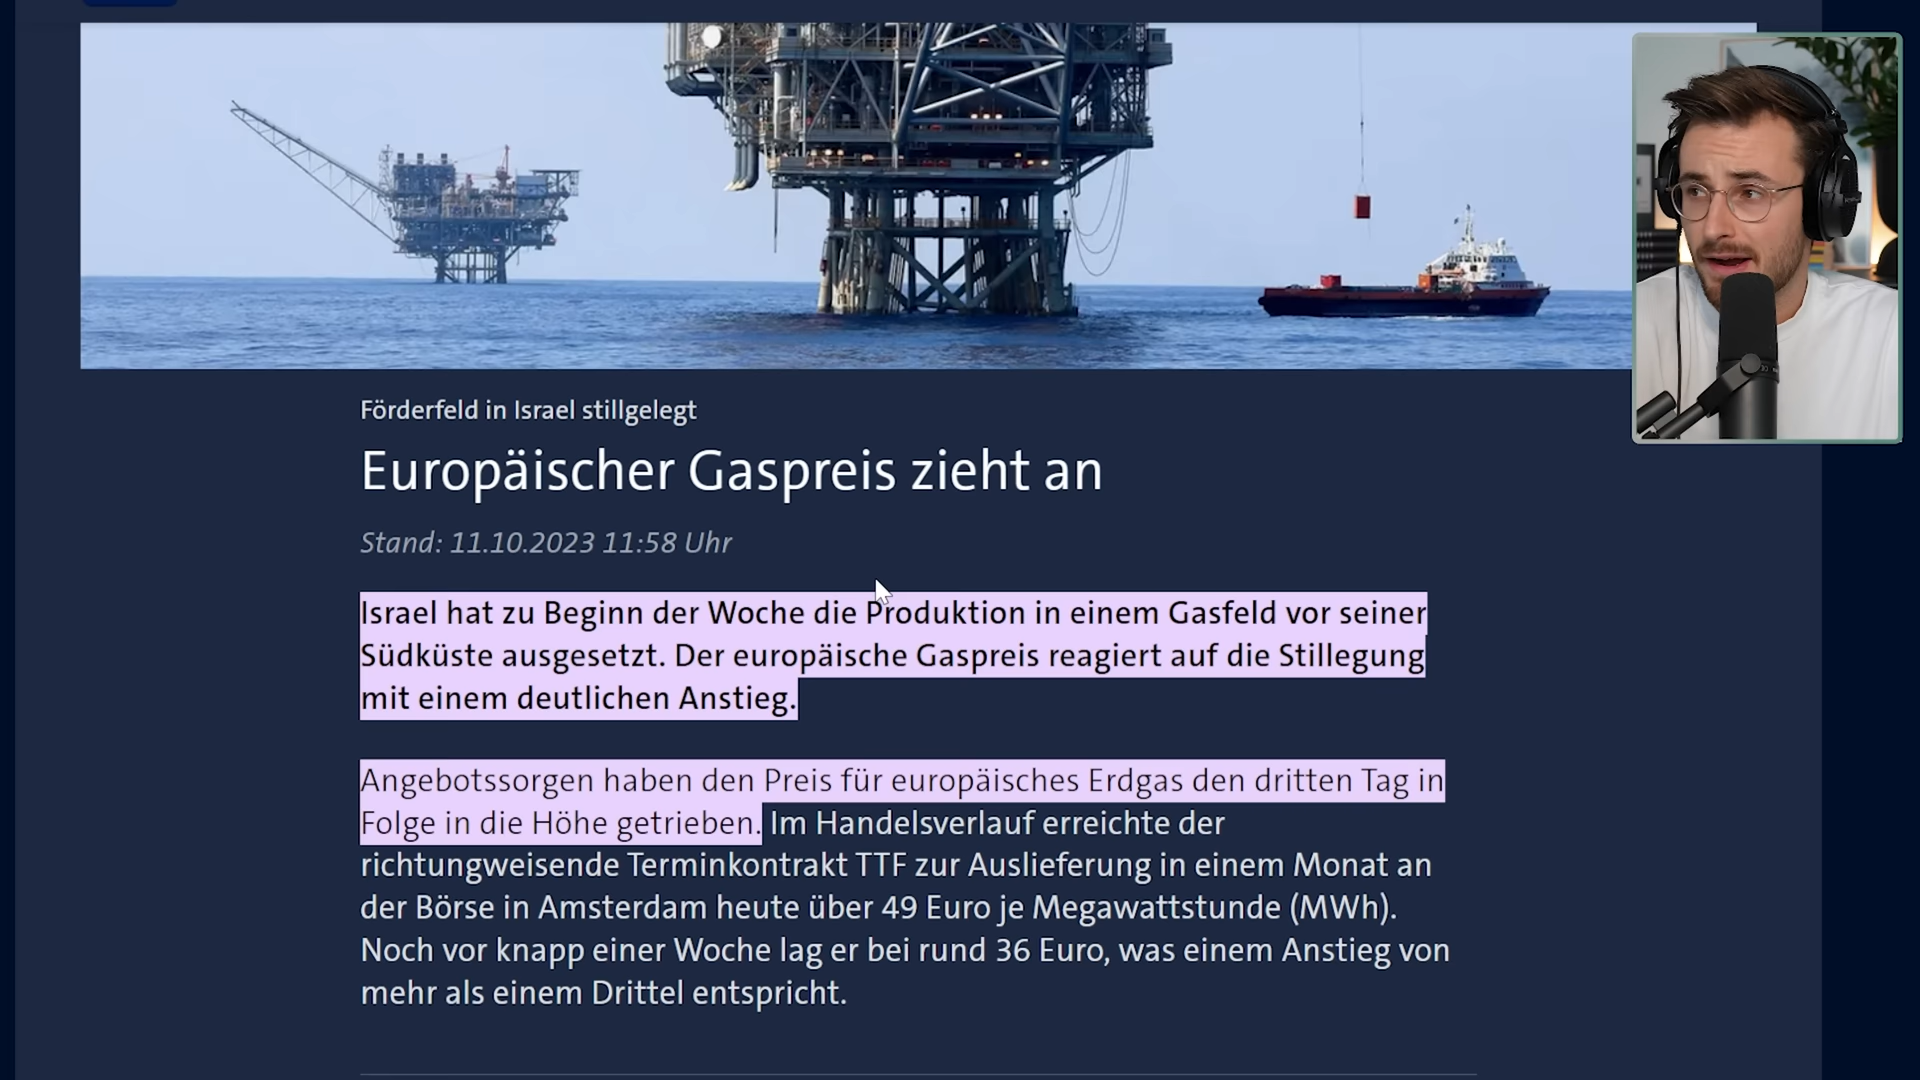 Förderfeld in Israel stillgelegt
Europäischer Gaspreis zieht an
Stand: 11.10.2023 11:58 Uhr
Israel hat zu Beginn der Woche die Produktion in einem Gasfeld vor seiner
Südküste ausgesetzt. Der europäische Gaspreis reagiert auf die Stillegung
mit einem deutlichen Anstieg.
Angebotssorgen haben den Preis für europäisches Erdgas den dritten Tag in
Folge in die Höhe getrieben. Im Handelsverlauf erreichte der
richtungweisende Terminkontrakt TTF zur Auslieferung in einem Monat an
der Börse in Amsterdam heute über 49 Euro je Megawattstunde (MWh).
Noch vor knapp einer Woche lag er bei rund 36 Euro, was einem Anstieg von
mehr als einem Drittel entspricht.